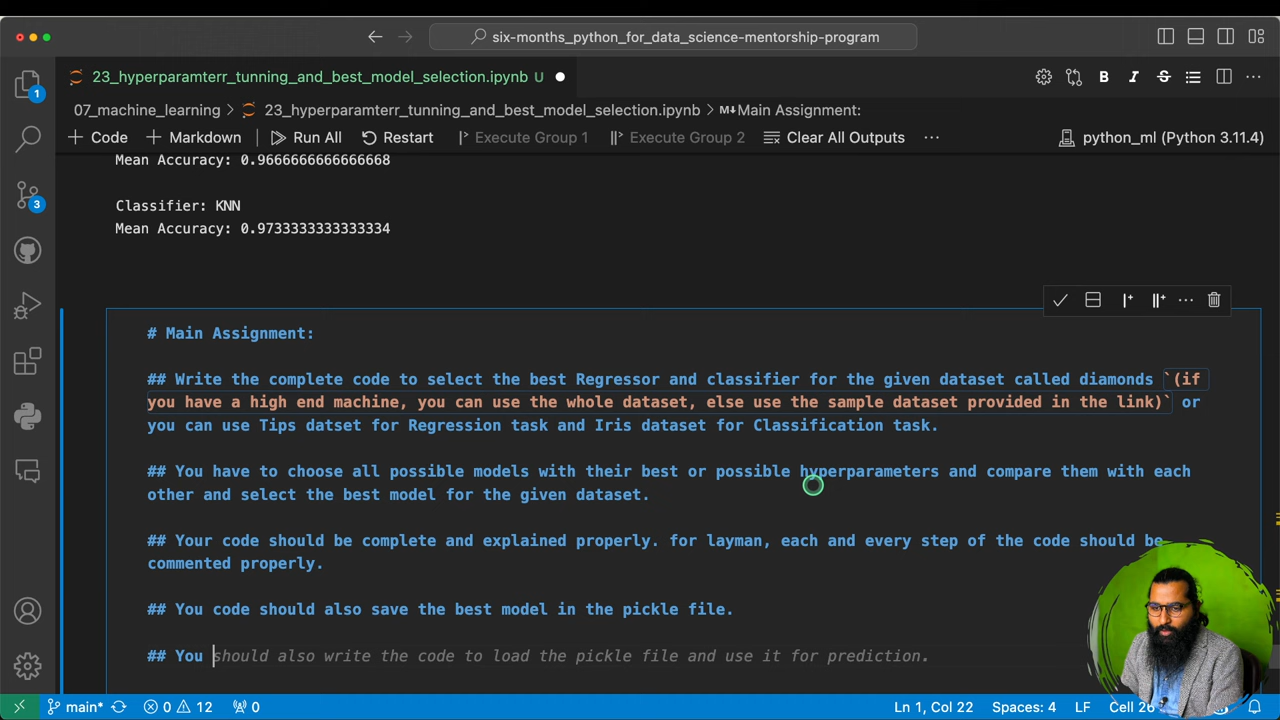 six-months_python_for_data_science-mentorship-program
23_hyperparamterr_tunning_and_best_model_selection.ipynb U
07_machine_learning > 23_hyperparamterr_tunning_and_best_model_selection.ipynb > M↓Main Assignment:
+ Code + Markdown Run All Restart Execute Group 1 Execute Group 2 Clear All Outputs ... python_ml (Python 3.11.4)
Mean Accuracy: 0.9666666666666668
Classifier: KNN
Mean Accuracy: 0.9733333333333334
# Main Assignment:
## Write the complete code to select the best Regressor and classifier for the given dataset called diamonds `(if
you have a high end machine, you can use the whole dataset, else use the sample dataset provided in the link)` or
you can use Tips datset for Regression task and Iris dataset for Classification task.
## You have to choose all possible models with their best or possible hyperparameters and compare them with each
other and select the best model for the given dataset.
## Your code should be complete and explained properly. for layman, each and every step of the code should be
commented properly.
## You code should also save the best model in the pickle file.
## You should also write the code to load the pickle file and use it for prediction.
1
3
main* 0 12 0 Ln 1, Col 22 Spaces: 4 LF Cell 26